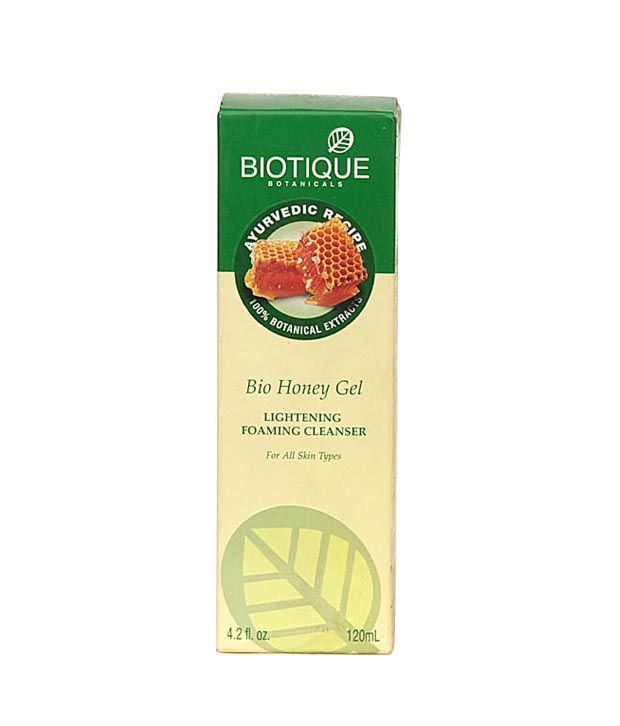 BIOTIQUE
BOTANICALS
AYURVEDIC RECIPE
100% BOTANICAL EXTRACTS
Bio Honey Gel
LIGHTENING
FOAMING CLEANSER
For All Skin Types
4.2 fl. oz. 120mL